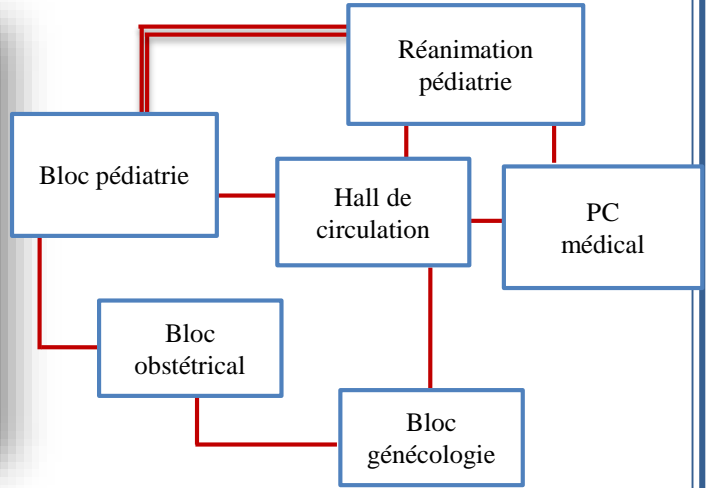 Réanimation
pédiatrie
Bloc pédiatrie
Hall de
circulation
PC
médical
Bloc
obstétrical
Bloc
génécologie